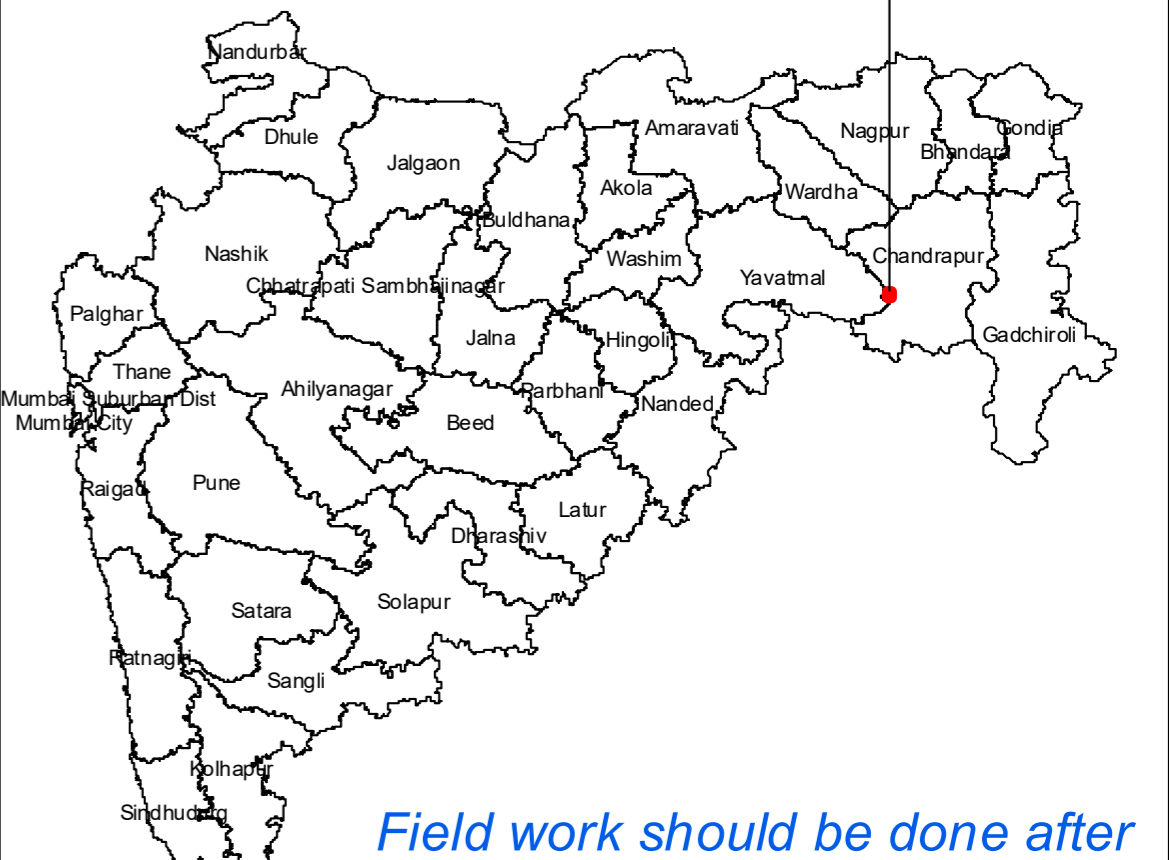 Nandurbar
Dhule
Jalgaon
Amaravati
Nagpur
Gondia
Bhandara
Akola
Wardha
Buldhana
Nashik
Washim
Chandrapur
Chhatrapati Sambhajinagar
Yavatmal
Palghar
Jalna
Hingoli
Gadchiroli
Thane
Ahilyanagar
Parbhani
Mumbai Suburban Dist
Nanded
Mumbai City
Beed
Raigad
Pune
Latur
Dharashiv
Satara
Solapur
Ratnagiri
Sangli
Kolhapur
Sindhudurg
Field work should be done after